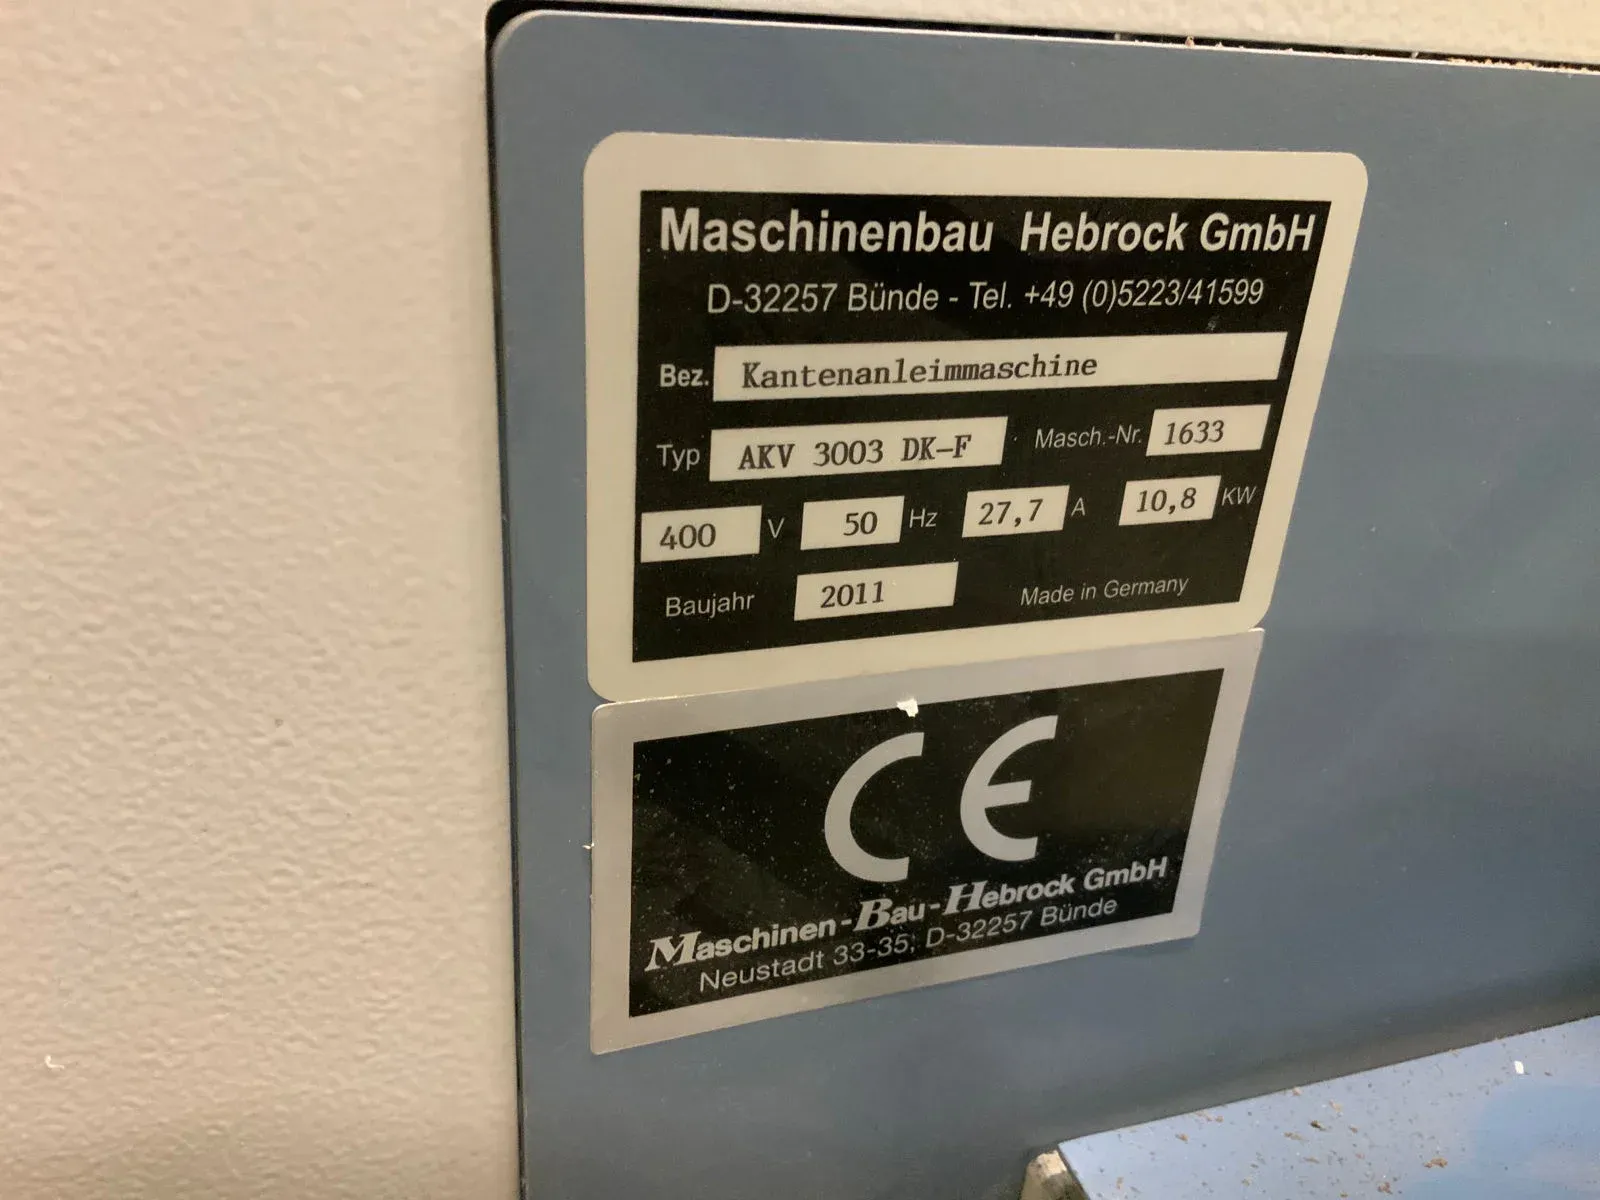 Maschinenbau Hebrock GmbH
D-32257 Bünde - Tel. +49 (0)5223/41599
Bez. Kantenanleimmaschine
Typ AKV 3003 DK-F Masch.-Nr. 1633
400 V 50 Hz 27,7 A 10,8 KW
Baujahr 2011 Made in Germany
CE
Maschinen-Bau-Hebrock GmbH
Neustadt 33-35; D-32257 Bünde